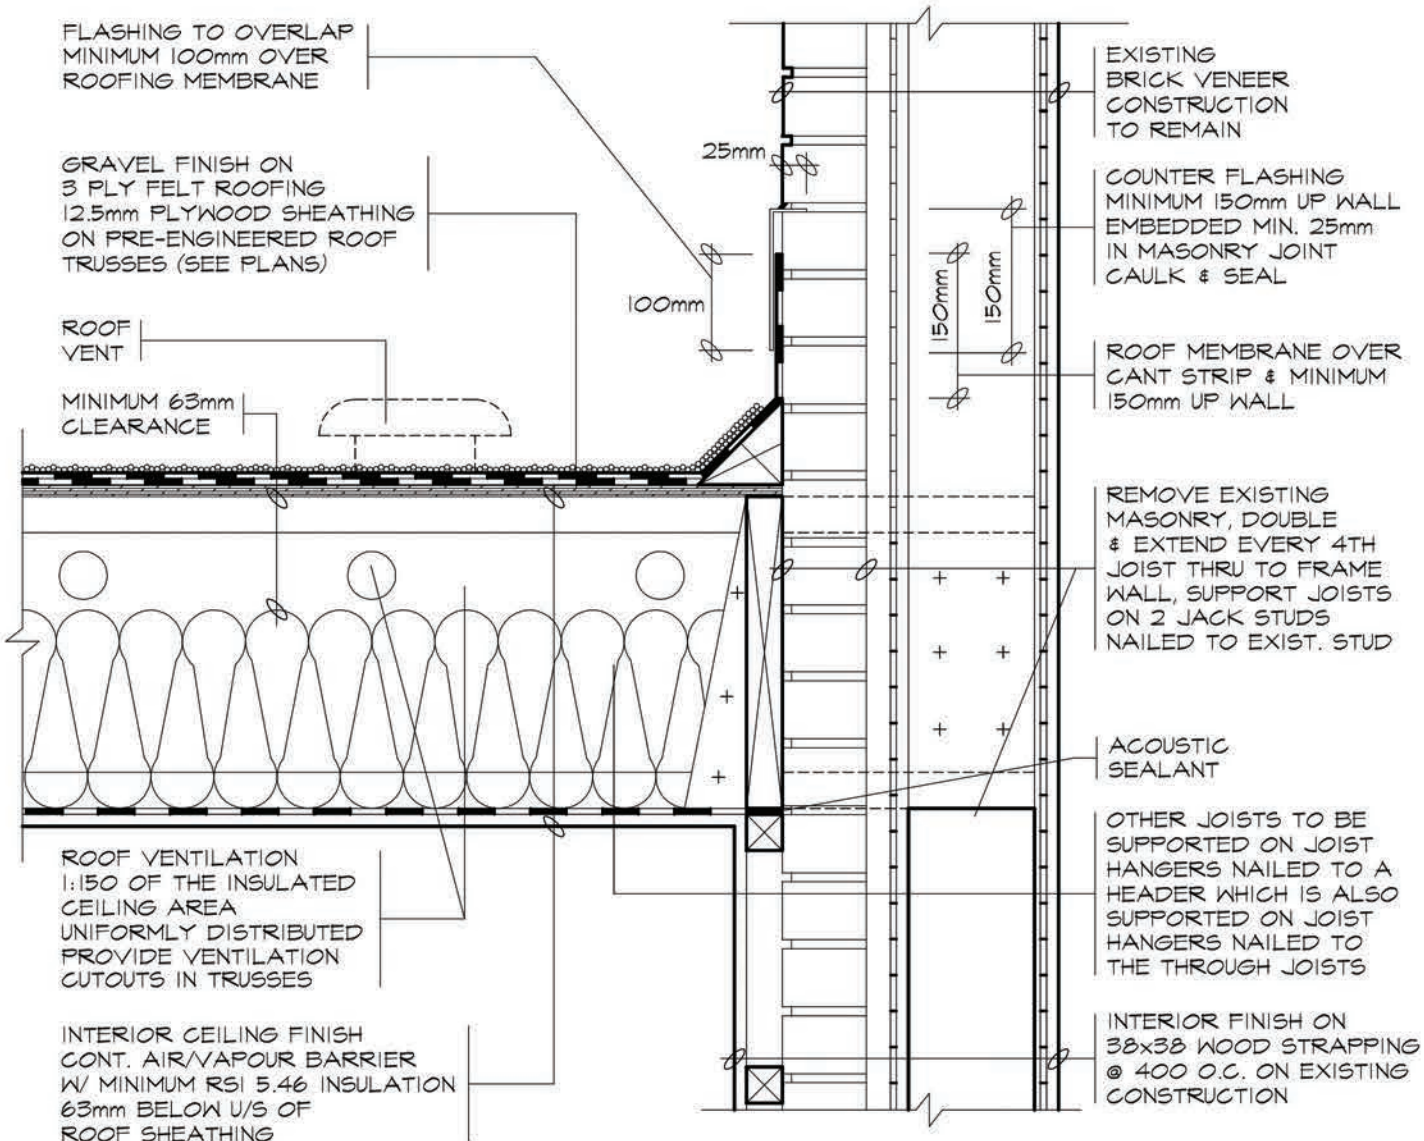 FLASHING TO OVERLAP
MINIMUM 100mm OVER
ROOFING MEMBRANE
GRAVEL FINISH ON
3 PLY FELT ROOFING
12.5mm PLYWOOD SHEATHING
ON PRE-ENGINEERED ROOF
TRUSSES (SEE PLANS)
ROOF
VENT
MINIMUM 63mm
CLEARANCE
25mm
100mm
150mm
150mm
EXISTING
BRICK VENEER
CONSTRUCTION
TO REMAIN
COUNTER FLASHING
MINIMUM 150mm UP WALL
EMBEDDED MIN. 25mm
IN MASONRY JOINT
CAULK & SEAL
ROOF MEMBRANE OVER
CANT STRIP & MINIMUM
150mm UP WALL
REMOVE EXISTING
MASONRY, DOUBLE
& EXTEND EVERY 4TH
JOIST THRU TO FRAME
WALL, SUPPORT JOISTS
ON 2 JACK STUDS
NAILED TO EXIST. STUD
ACOUSTIC
SEALANT
OTHER JOISTS TO BE
SUPPORTED ON JOIST
HANGERS NAILED TO A
HEADER WHICH IS ALSO
SUPPORTED ON JOIST
HANGERS NAILED TO
THE THROUGH JOISTS
INTERIOR FINISH ON
38x38 WOOD STRAPPING
@ 400 O.C. ON EXISTING
CONSTRUCTION
ROOF VENTILATION
1:150 OF THE INSULATED
CEILING AREA
UNIFORMLY DISTRIBUTED
PROVIDE VENTILATION
CUTOUTS IN TRUSSES
INTERIOR CEILING FINISH
CONT. AIR/VAPOUR BARRIER
W/ MINIMUM RSI 5.46 INSULATION
63mm BELOW U/S OF
ROOF SHEATHING